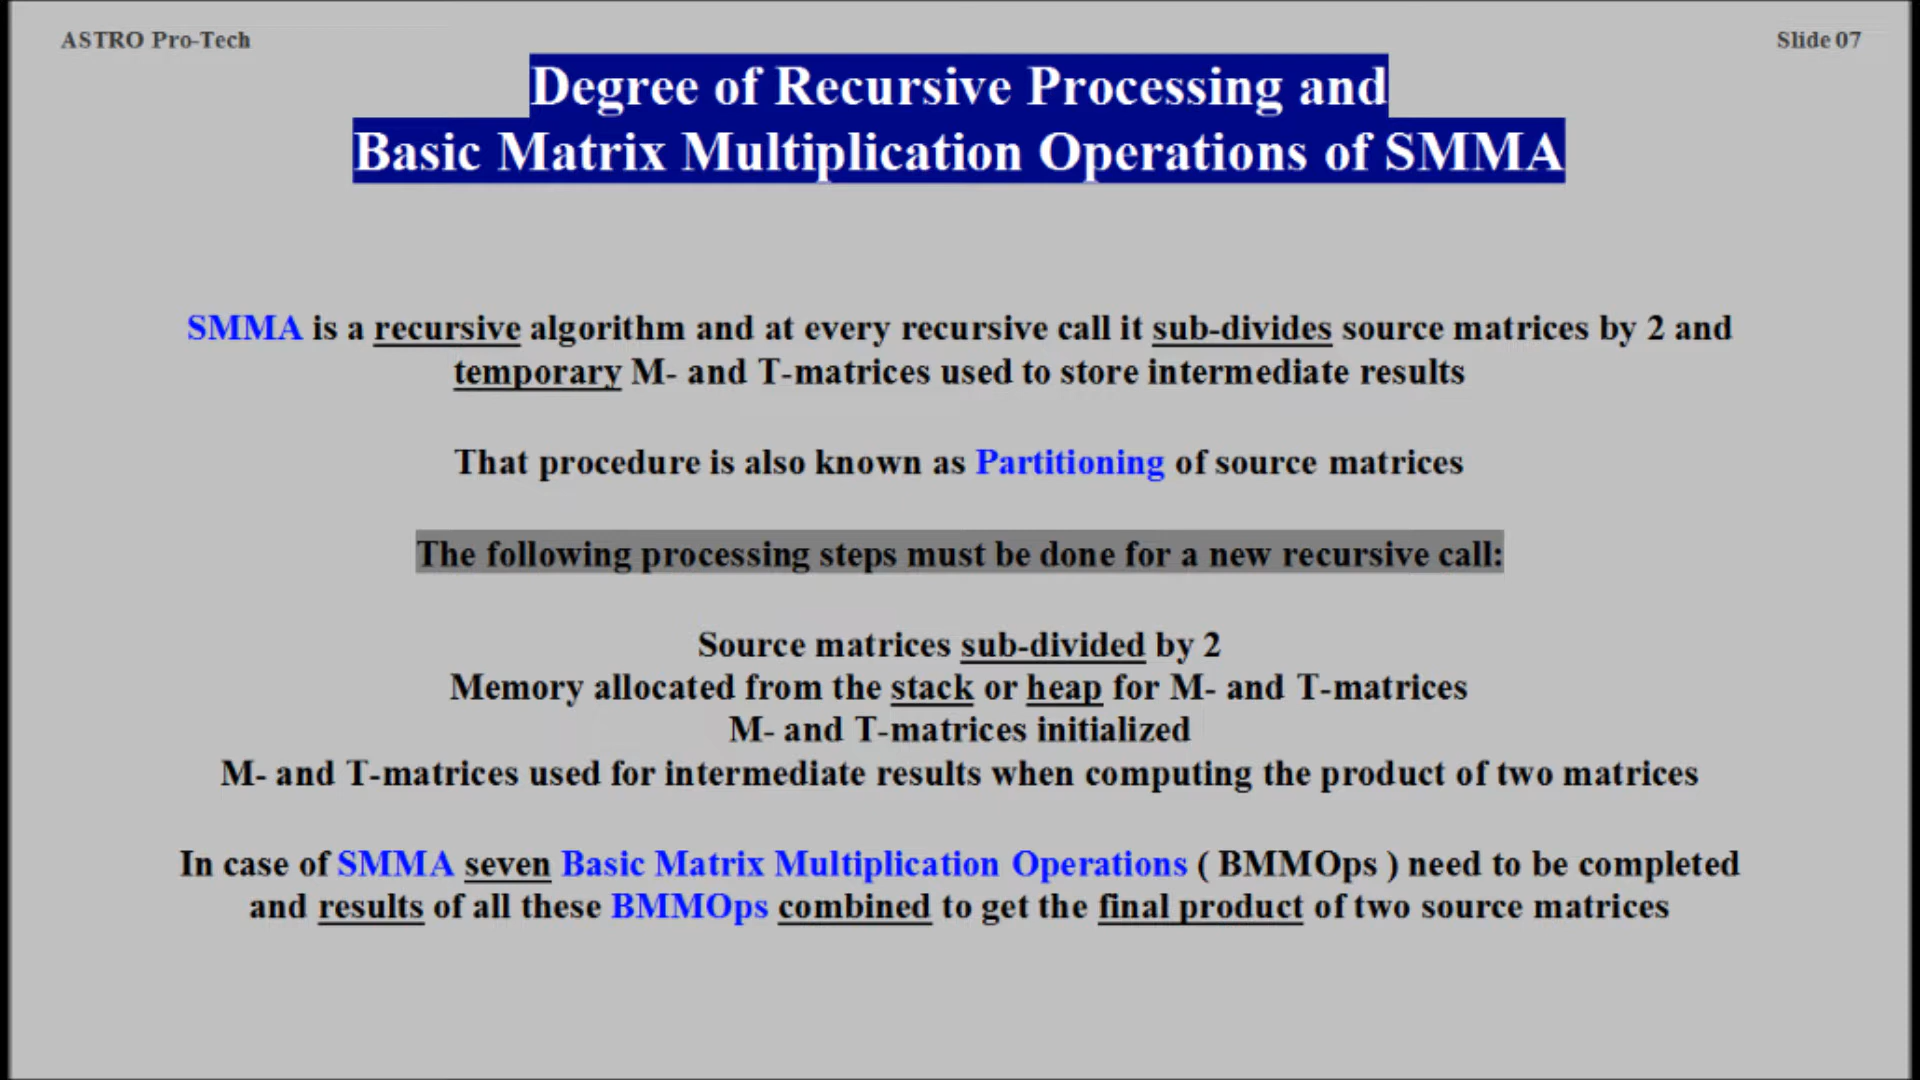 ASTRO Pro-Tech
Slide 07
Degree of Recursive Processing and
Basic Matrix Multiplication Operations of SMMA
SMMA is a recursive algorithm and at every recursive call it sub-divides source matrices by 2 and
temporary M- and T-matrices used to store intermediate results
That procedure is also known as Partitioning of source matrices
The following processing steps must be done for a new recursive call:
Source matrices sub-divided by 2
Memory allocated from the stack or heap for M- and T-matrices
M- and T-matrices initialized
M- and T-matrices used for intermediate results when computing the product of two matrices
In case of SMMA seven Basic Matrix Multiplication Operations ( BMMOps ) need to be completed
and results of all these BMMOps combined to get the final product of two source matrices